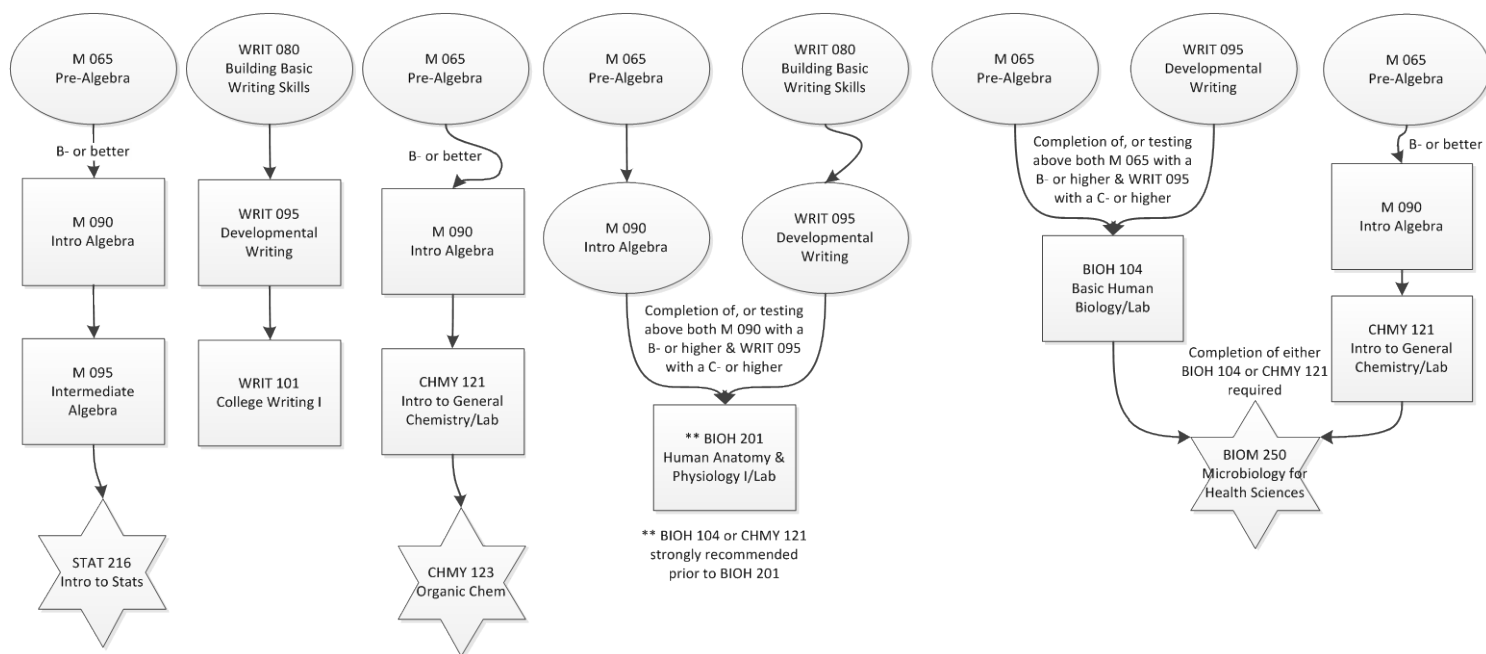 M 065
Pre-Algebra
B- or better
M 090
Intro Algebra
M 095
Intermediate
Algebra
STAT 216
Intro to Stats
WRIT 080
Building Basic
Writing Skills
WRIT 095
Developmental
Writing
WRIT 101
College Writing I
M 065
Pre-Algebra
B- or better
M 090
Intro Algebra
CHMY 121
Intro to General
Chemistry/Lab
CHMY 123
Organic Chem
M 065
Pre-Algebra
M 090
Intro Algebra
WRIT 080
Building Basic
Writing Skills
WRIT 095
Developmental
Writing
Completion of, or testing
above both M 090 with a
B- or higher & WRIT 095
with a C- or higher
** BIOH 201
Human Anatomy &
Physiology I/Lab
** BIOH 104 or CHMY 121
strongly recommended
prior to BIOH 201
M 065
Pre-Algebra
WRIT 095
Developmental
Writing
Completion of, or testing
above both M 065 with a
B- or higher & WRIT 095
with a C- or higher
BIOH 104
Basic Human
Biology/Lab
M 065
Pre-Algebra
B- or better
M 090
Intro Algebra
CHMY 121
Intro to General
Chemistry/Lab
Completion of either
BIOH 104 or CHMY 121
required
BIOM 250
Microbiology for
Health Sciences